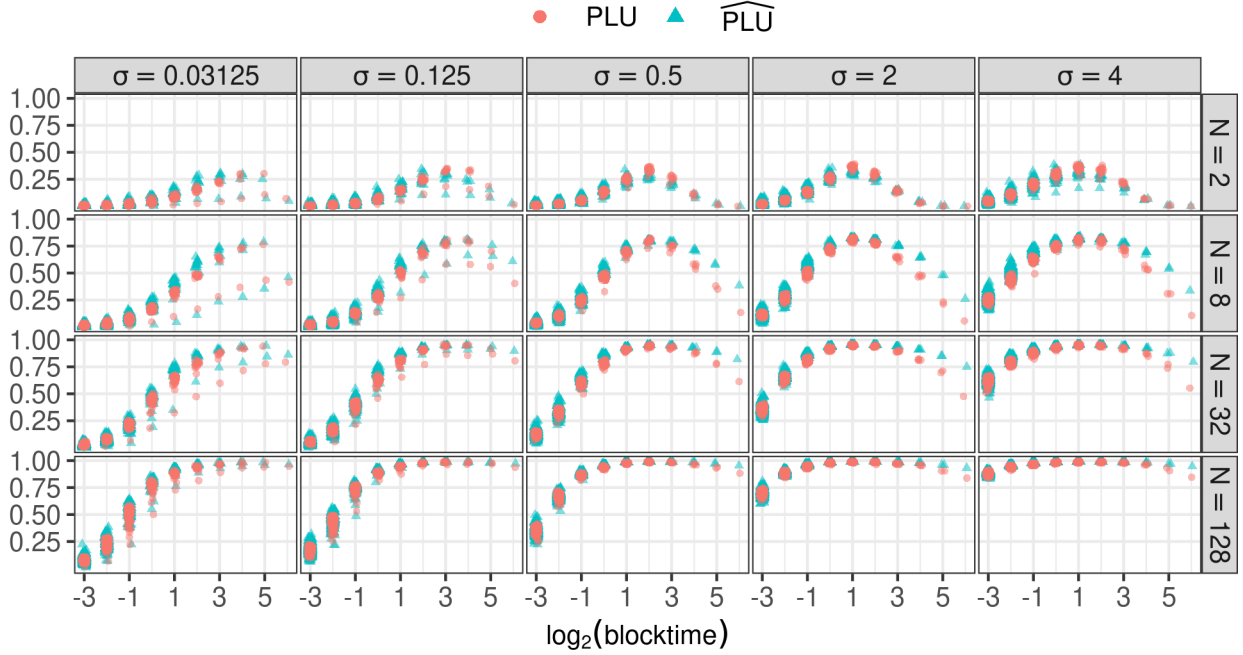 PLU \widehat{PLU}
σ = 0.03125 σ = 0.125 σ = 0.5 σ = 2 σ = 4
1.00
0.75
0.50
0.25
N = 2
1.00
0.75
0.50
0.25
N = 8
1.00
0.75
0.50
0.25
N = 32
1.00
0.75
0.50
0.25
N = 128
-3 -1 1 3 5 -3 -1 1 3 5 -3 -1 1 3 5 -3 -1 1 3 5 -3 -1 1 3 5
log₂(blocktime)